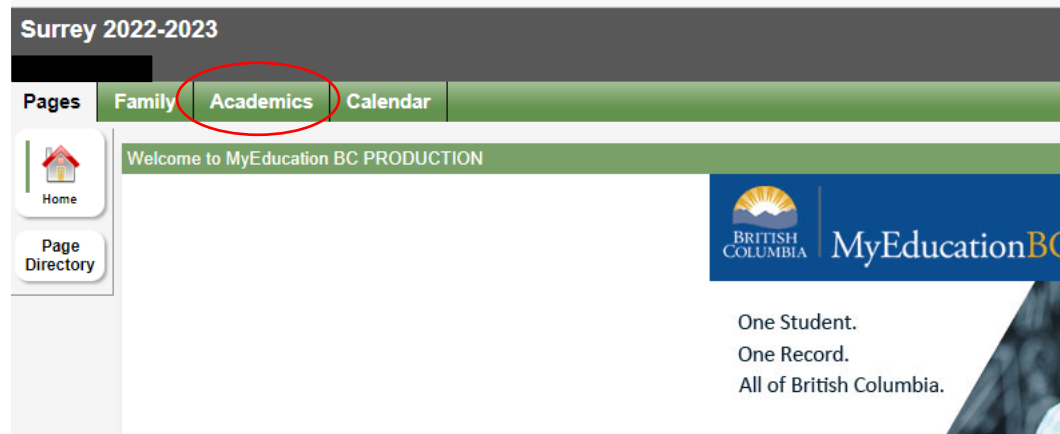 Surrey 2022-2023
Pages Family Academics Calendar
Welcome to MyEducation BC PRODUCTION
Home
Page
Directory
BRITISH
COLUMBIA
MyEducationBC
One Student.
One Record.
All of British Columbia.